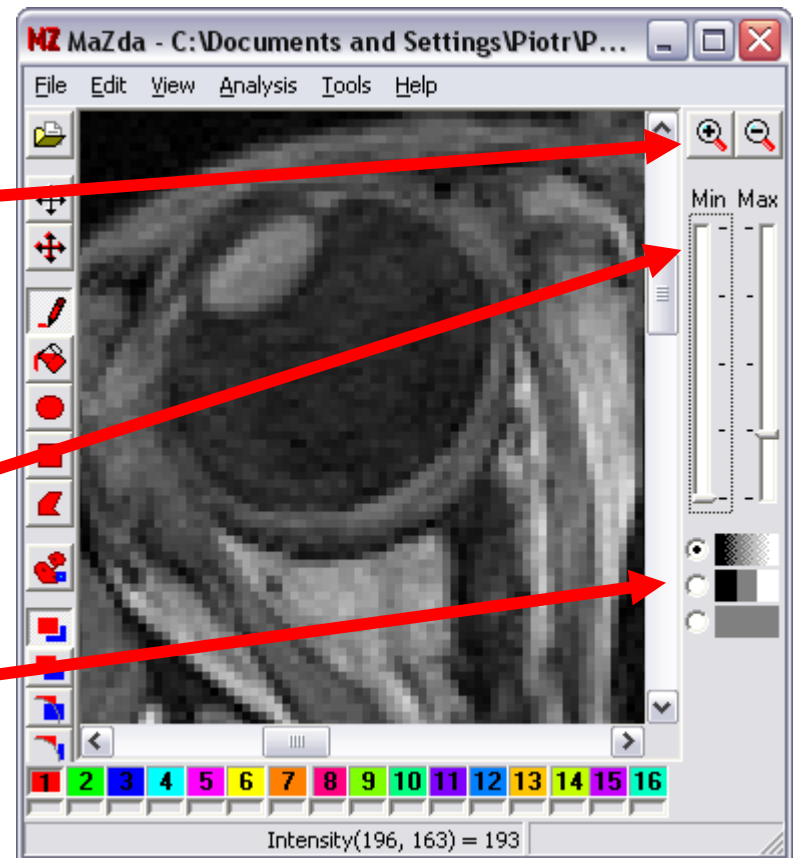 MZ MaZda - C:\Documents and Settings\Piotr\P...
File Edit View Analysis Tools Help
Min Max
1 2 3 4 5 6 7 8 9 10 11 12 13 14 15 16
Intensity(196, 163) = 193